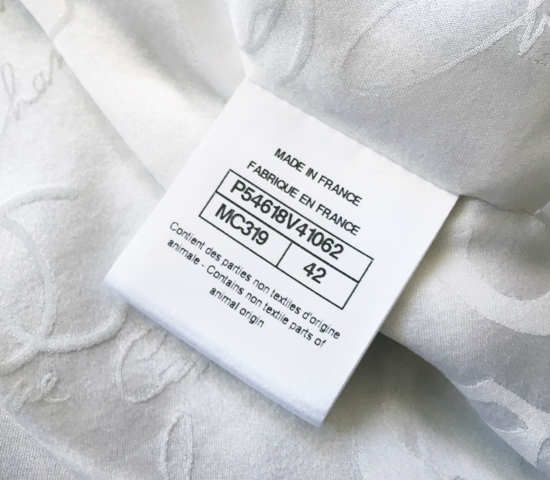 MADE IN FRANCE
FABRIQUE EN FRANCE
P54618V41062
MC319 42
Contient des parties non textiles d'origine
animale - Contains non textile parts of
animal origin